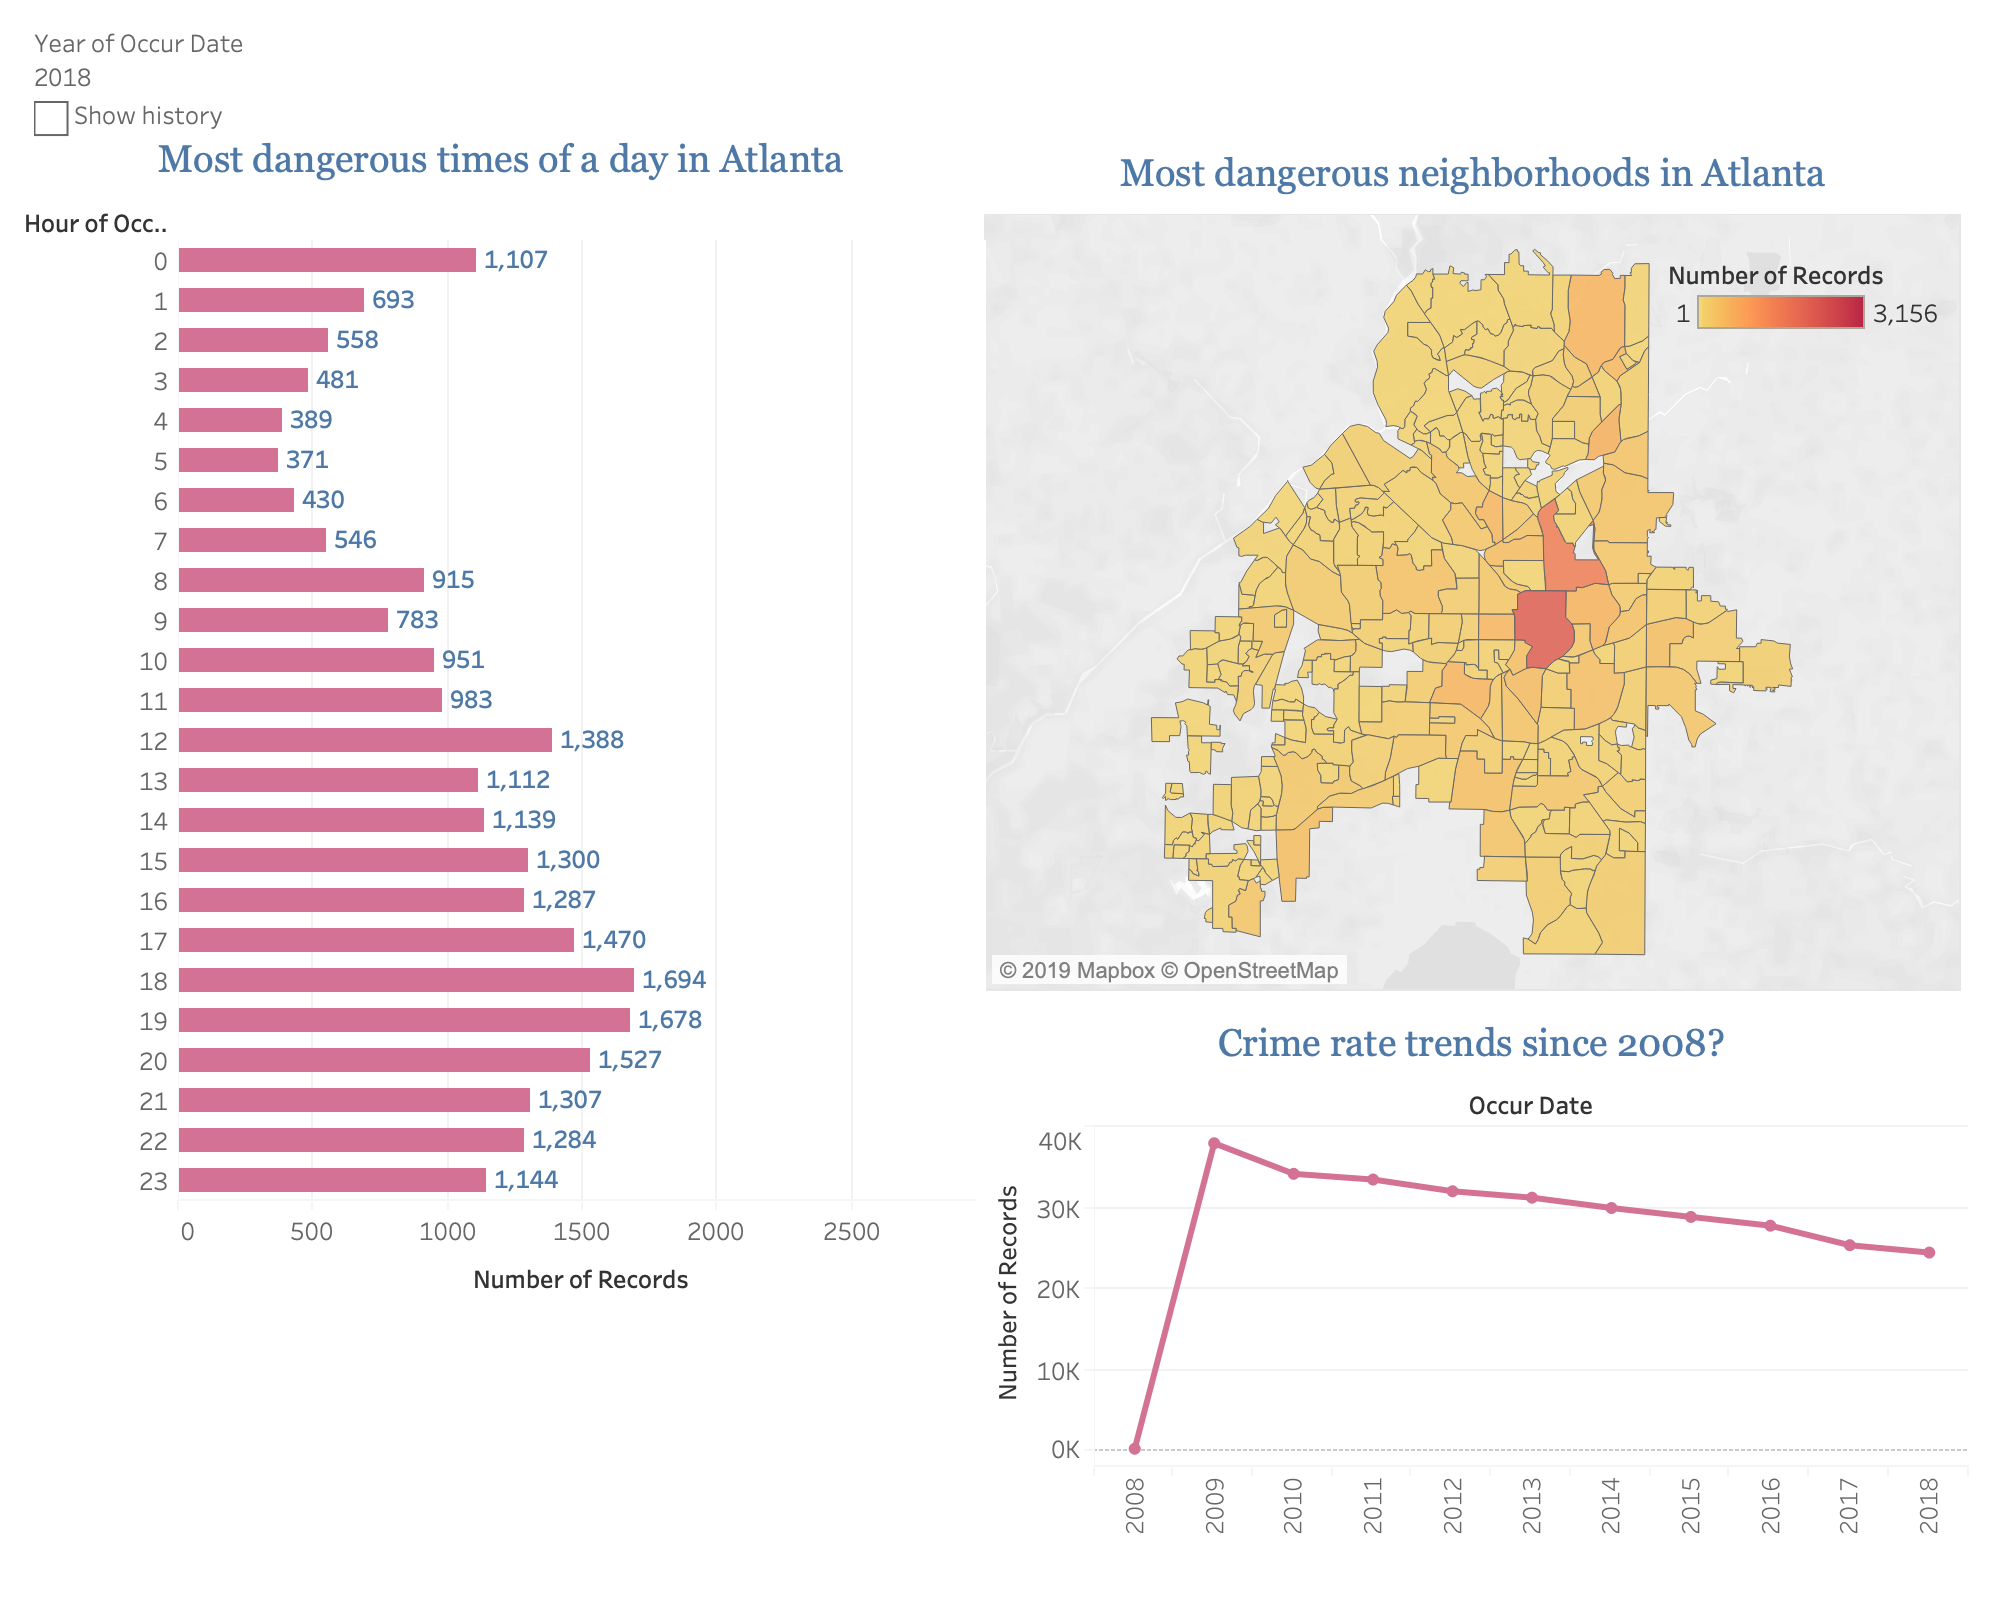 Year of Occur Date
2018
Show history
Most dangerous times of a day in Atlanta
Hour of Occ..
0 1,107
1 693
2 558
3 481
4 389
5 371
6 430
7 546
8 915
9 783
10 951
11 983
12 1,388
13 1,112
14 1,139
15 1,300
16 1,287
17 1,470
18 1,694
19 1,678
20 1,527
21 1,307
22 1,284
23 1,144
0 500 1000 1500 2000 2500
Number of Records
Most dangerous neighborhoods in Atlanta
Number of Records
1 3,156
© 2019 Mapbox © OpenStreetMap
Crime rate trends since 2008?
Occur Date
40K
30K
20K
10K
0K
Number of Records
2008 2009 2010 2011 2012 2013 2014 2015 2016 2017 2018